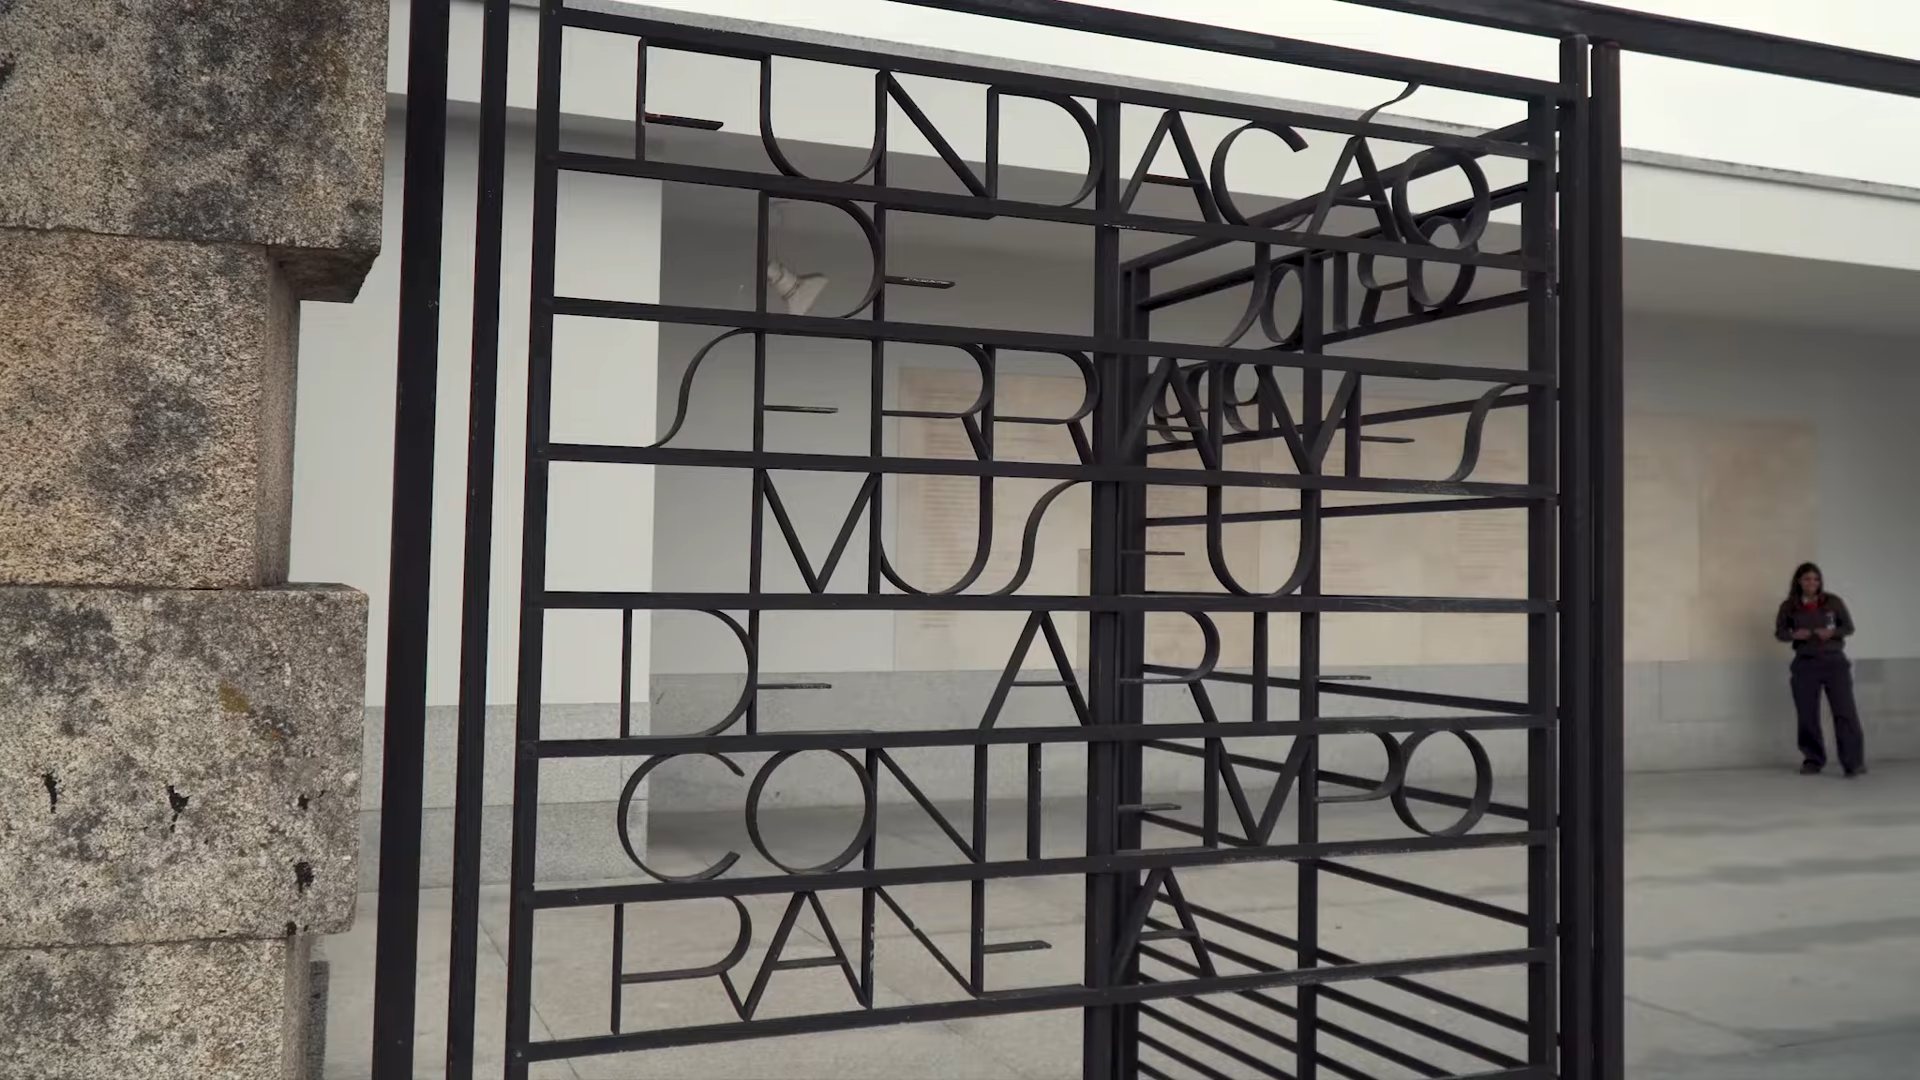 FUNDAÇÃO
DE
SERRALVES
MUSEU
DE ARTE
CONTEMPO
RANEA